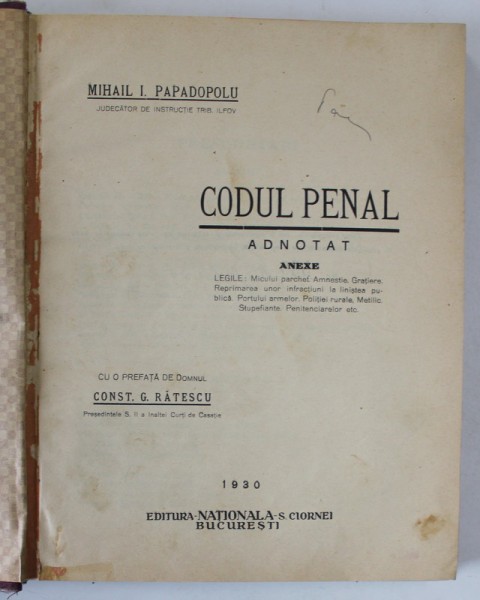 MIHAIL I. PAPADOPOLU
JUDECĂTOR DE INSTRUCȚIE TRIB. ILFOV
CODUL PENAL
ADNOTAT
ANEXE
LEGILE: Micului parchet, Amnestie, Grațiere,
Reprimarea unor infracțiuni la liniștea pu-
blică, Portului armelor, Poliției rurale, Metilic,
Stupefiante, Penitenciarelor etc.
CU O PREFAȚĂ DE DOMNUL
CONST. G. RĂTESCU
Președintele S. II a Inaltei Curți de Casație
1930
EDITURA-NAȚIONALA-S. CIORNEI
BUCUREȘTI